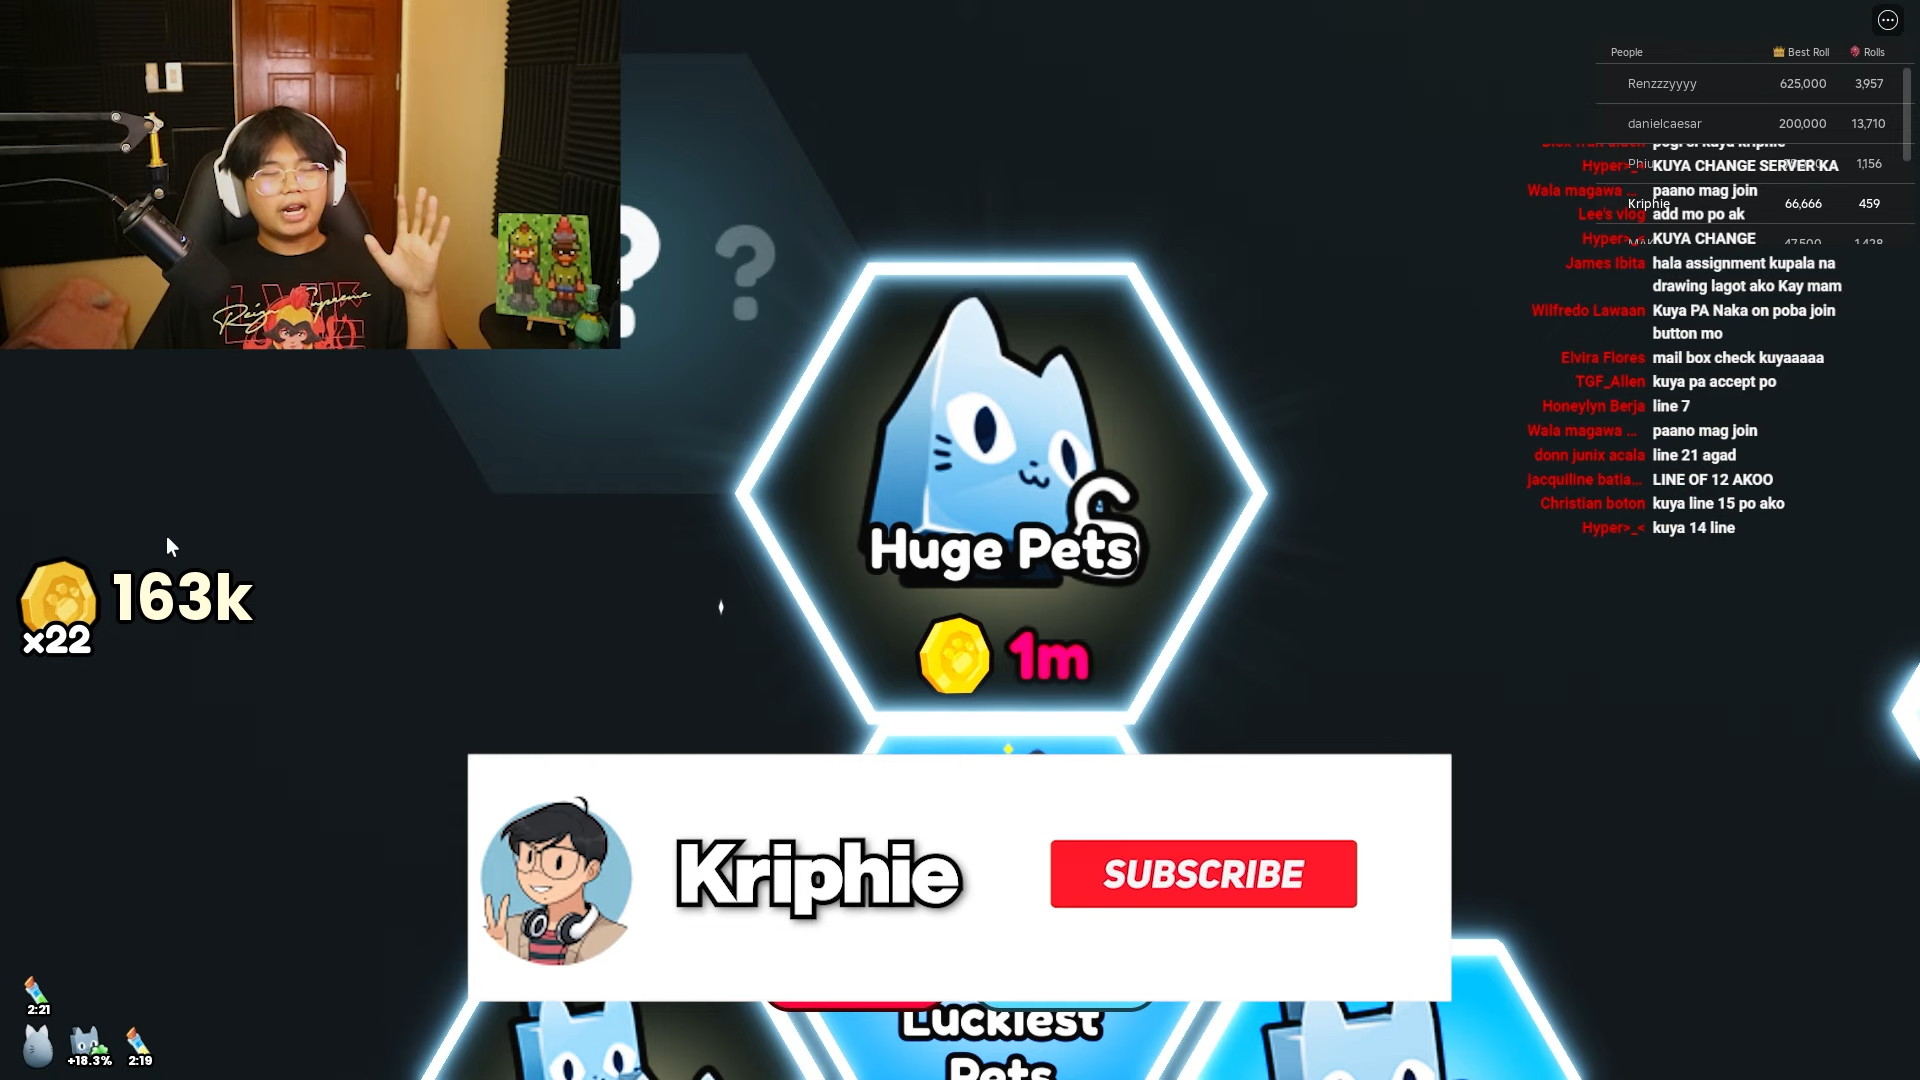 People Best Roll Rolls
Renzzzyyyy 625,000 3,957
danielcaesar 200,000 13,710
1,156
Kriphie 66,666 459
Hyper>_< KUYA CHANGE SERVER KA
Wala magawa ... paano mag join
Lee's vlog add mo po ak
Hyper>_< KUYA CHANGE
James Ibita hala assignment kupala na
drawing lagot ako Kay mam
Wilfredo Lawaan Kuya PA Naka on poba join
button mo
Elvira Flores mail box check kuyaaaaa
TGF_Allen kuya pa accept po
Honeylyn Berja line 7
Wala magawa ... paano mag join
donn junix acala line 21 agad
jacquiline batia... LINE OF 12 AKOO
Christian boton kuya line 15 po ako
Hyper>_< kuya 14 line
Reign Supreme
? ?
Huge Pets
1m
163k
x22
Kriphie
SUBSCRIBE
Luckiest
Pets
2:21
+18.3%
2:19